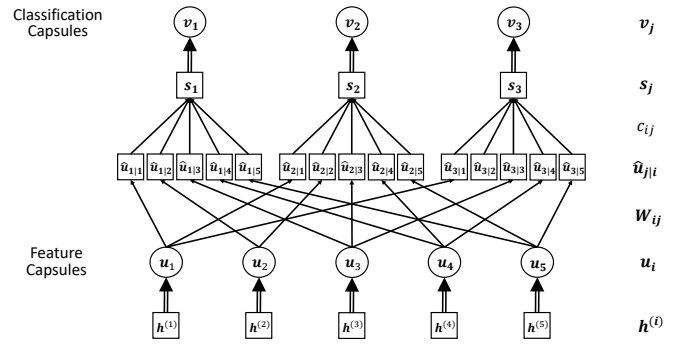 Classification
Capsules
v₁ v₂ v₃ vⱼ
s₁ s₂ s₃ sⱼ
cᵢⱼ
û₁|₁ û₁|₂ û₁|₃ û₁|₄ û₁|₅ û₂|₁ û₂|₂ û₂|₃ û₂|₄ û₂|₅ û₃|₁ û₃|₂ û₃|₃ û₃|₄ û₃|₅ ûⱼ|ᵢ
Wᵢⱼ
Feature
Capsules
u₁ u₂ u₃ u₄ u₅ uᵢ
h⁽¹⁾ h⁽²⁾ h⁽³⁾ h⁽⁴⁾ h⁽⁵⁾ h⁽ⁱ⁾